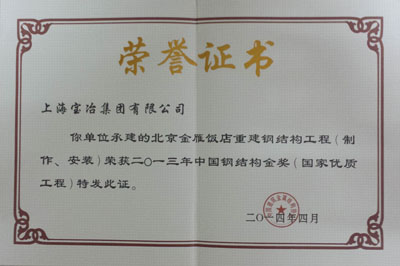 荣誉证书
上海宝冶集团有限公司
你单位承建的北京金雁饭店重建钢结构工程（制
作、安装）荣获二〇一三年中国钢结构金奖（国家优质
工程）特发此证。
二〇一四年四月